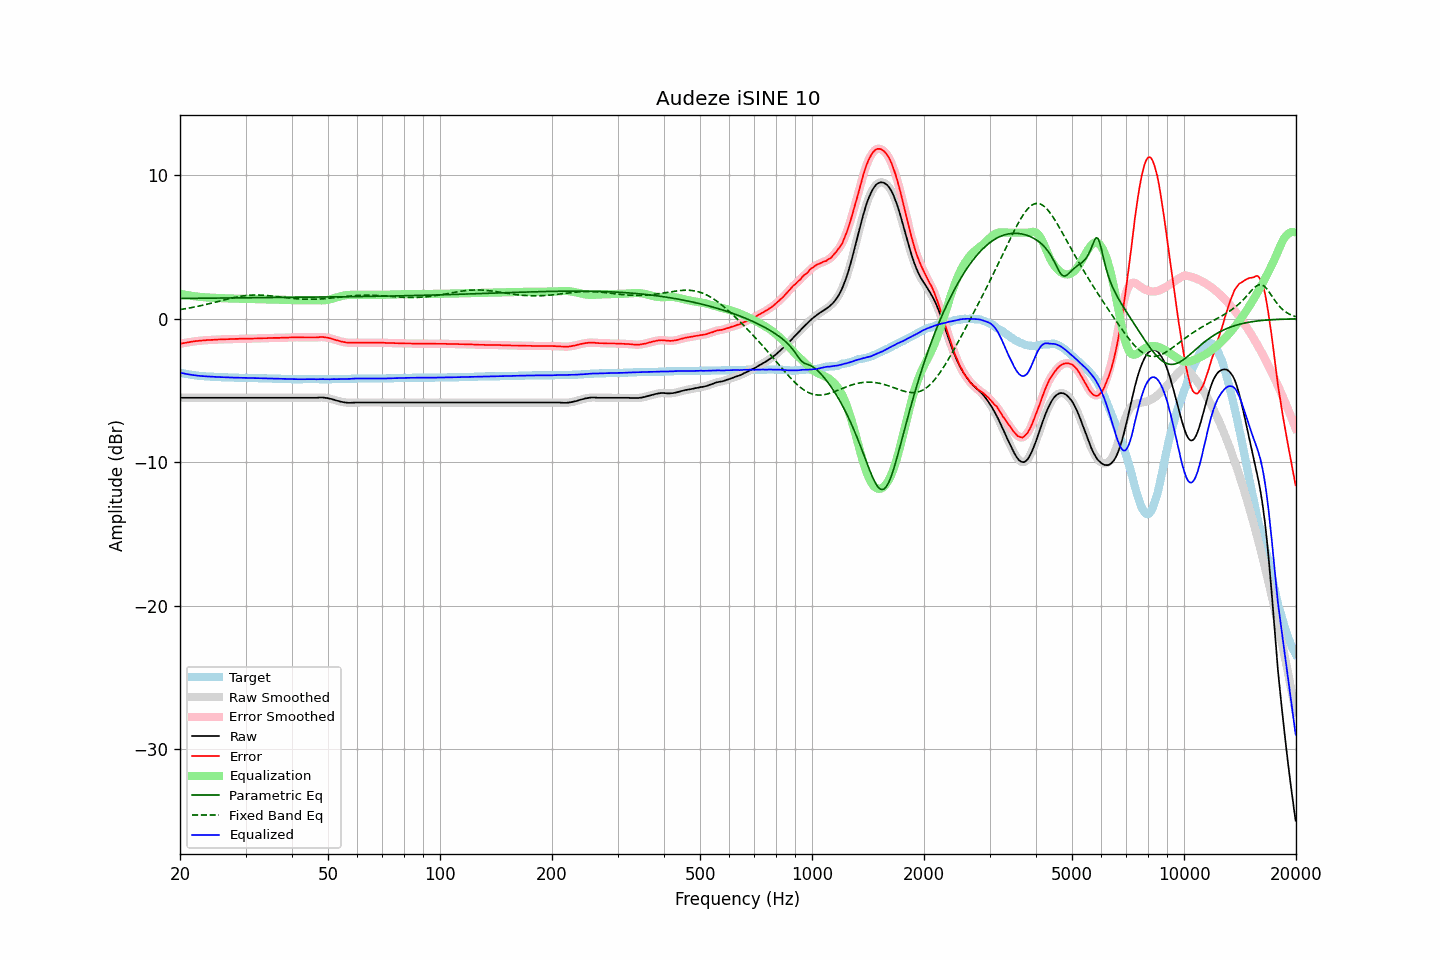 Audeze iSINE 10
Amplitude (dBr)
10
0
−10
−20
−30
Target
Raw Smoothed
Error Smoothed
Raw
Error
Equalization
Parametric Eq
Fixed Band Eq
Equalized
20 50 100 200 500 1000 2000 5000 10000 20000
Frequency (Hz)